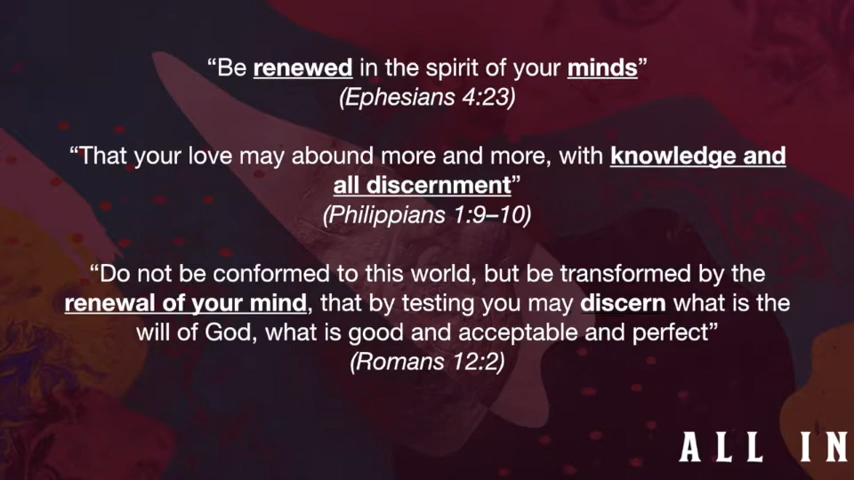 “Be renewed in the spirit of your minds”
(Ephesians 4:23)
“That your love may abound more and more, with knowledge and
all discernment”
(Philippians 1:9–10)
“Do not be conformed to this world, but be transformed by the
renewal of your mind, that by testing you may discern what is the
will of God, what is good and acceptable and perfect”
(Romans 12:2)
ALL IN